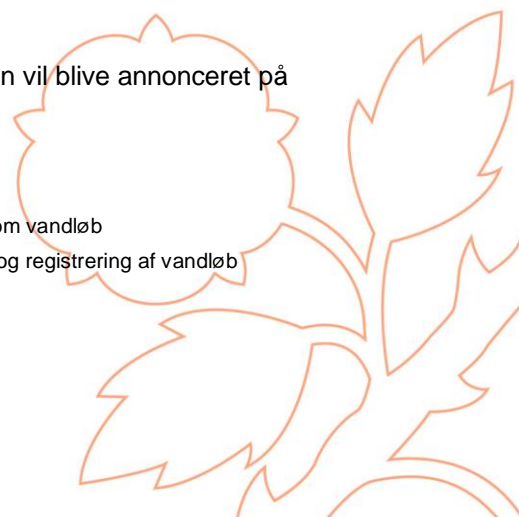 n vil blive annonceret på
om vandløb
og registrering af vandløb